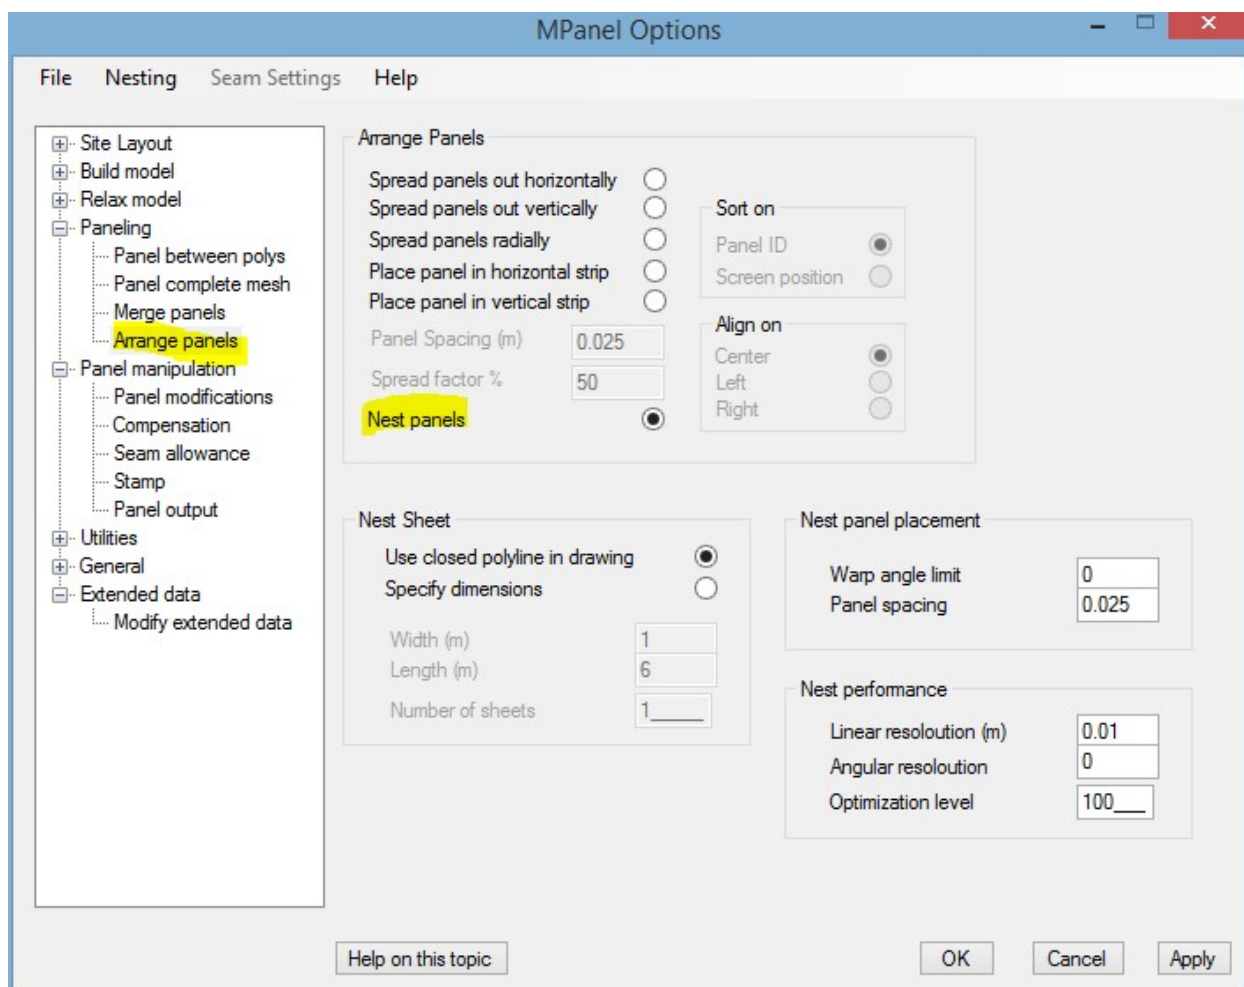 MPanel Options
File Nesting Seam Settings Help
Site Layout
Build model
Relax model
Paneling
Panel between polys
Panel complete mesh
Merge panels
Arrange panels
Panel manipulation
Panel modifications
Compensation
Seam allowance
Stamp
Panel output
Utilities
General
Extended data
Modify extended data
Arrange Panels
Spread panels out horizontally
Spread panels out vertically
Spread panels radially
Place panel in horizontal strip
Place panel in vertical strip
Panel Spacing (m) 0.025
Spread factor % 50
Nest panels
Sort on
Panel ID
Screen position
Align on
Center
Left
Right
Nest Sheet
Use closed polyline in drawing
Specify dimensions
Width (m) 1
Length (m) 6
Number of sheets 1____
Nest panel placement
Warp angle limit 0
Panel spacing 0.025
Nest performance
Linear resoloution (m) 0.01
Angular resoloution 0
Optimization level 100__
Help on this topic
OK Cancel Apply